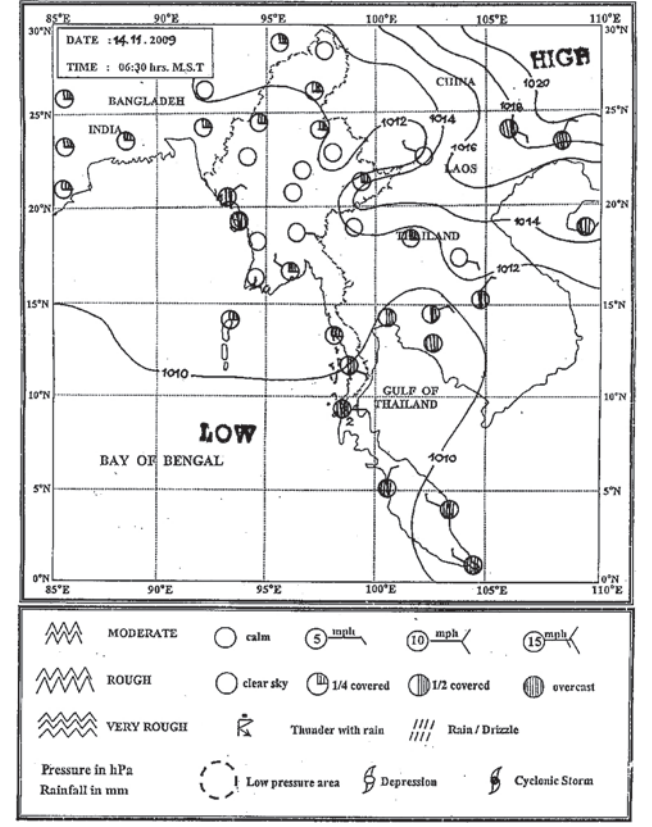 85°E 90°E 95°E 100°E 105°E 110°E
30°N 30°N
DATE : 14.11.2009
TIME : 06:30 hrs. M.S.T
HIGH
CHINA
1020
BANGLADEH
1018
25°N 25°N
1012 1014
INDIA
1016
LAOS
20°N 20°N
1014
THAILAND
1012
15°N 15°N
1010
10°N 10°N
GULF OF
THAILAND
2
LOW
BAY OF BENGAL
1010
5°N 5°N
0°N 0°N
85°E 90°E 95°E 100°E 105°E 110°E
MODERATE calm 5 mph 10 mph 15 mph
ROUGH clear sky 1/4 covered 1/2 covered overcast
VERY ROUGH Thunder with rain Rain / Drizzle
Pressure in hPa
Rainfall in mm
Low pressure area Depression Cyclonic Storm